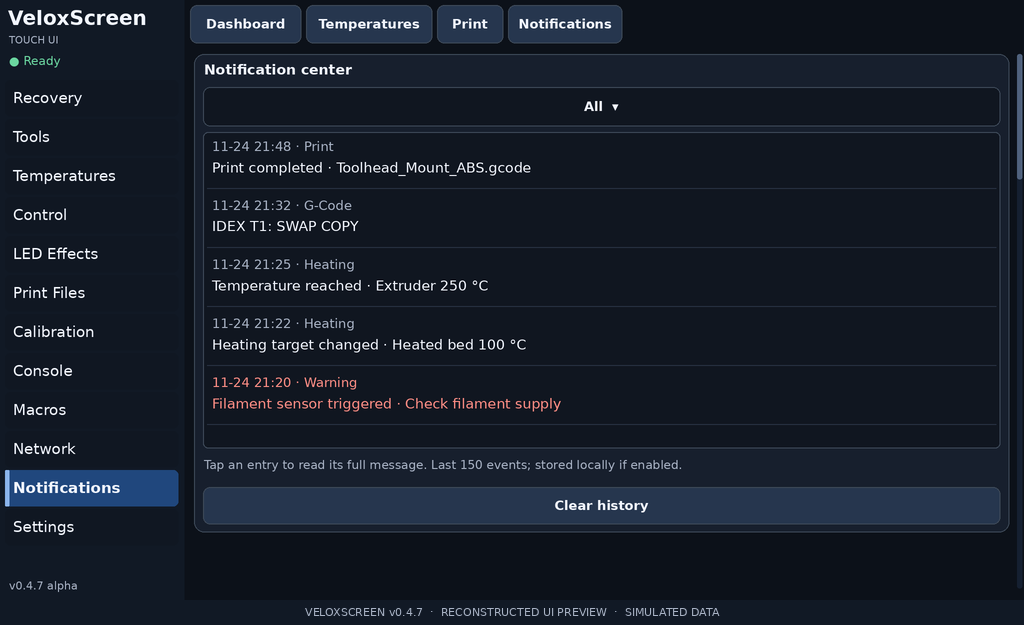 VeloxScreen
TOUCH UI
● Ready
Recovery
Tools
Temperatures
Control
LED Effects
Print Files
Calibration
Console
Macros
Network
Notifications
Settings
v0.4.7 alpha
Dashboard Temperatures Print Notifications
Notification center
All ▾
11-24 21:48 · Print
Print completed · Toolhead_Mount_ABS.gcode
11-24 21:32 · G-Code
IDEX T1: SWAP COPY
11-24 21:25 · Heating
Temperature reached · Extruder 250 °C
11-24 21:22 · Heating
Heating target changed · Heated bed 100 °C
11-24 21:20 · Warning
Filament sensor triggered · Check filament supply
Tap an entry to read its full message. Last 150 events; stored locally if enabled.
Clear history
VELOXSCREEN v0.4.7 · RECONSTRUCTED UI PREVIEW · SIMULATED DATA